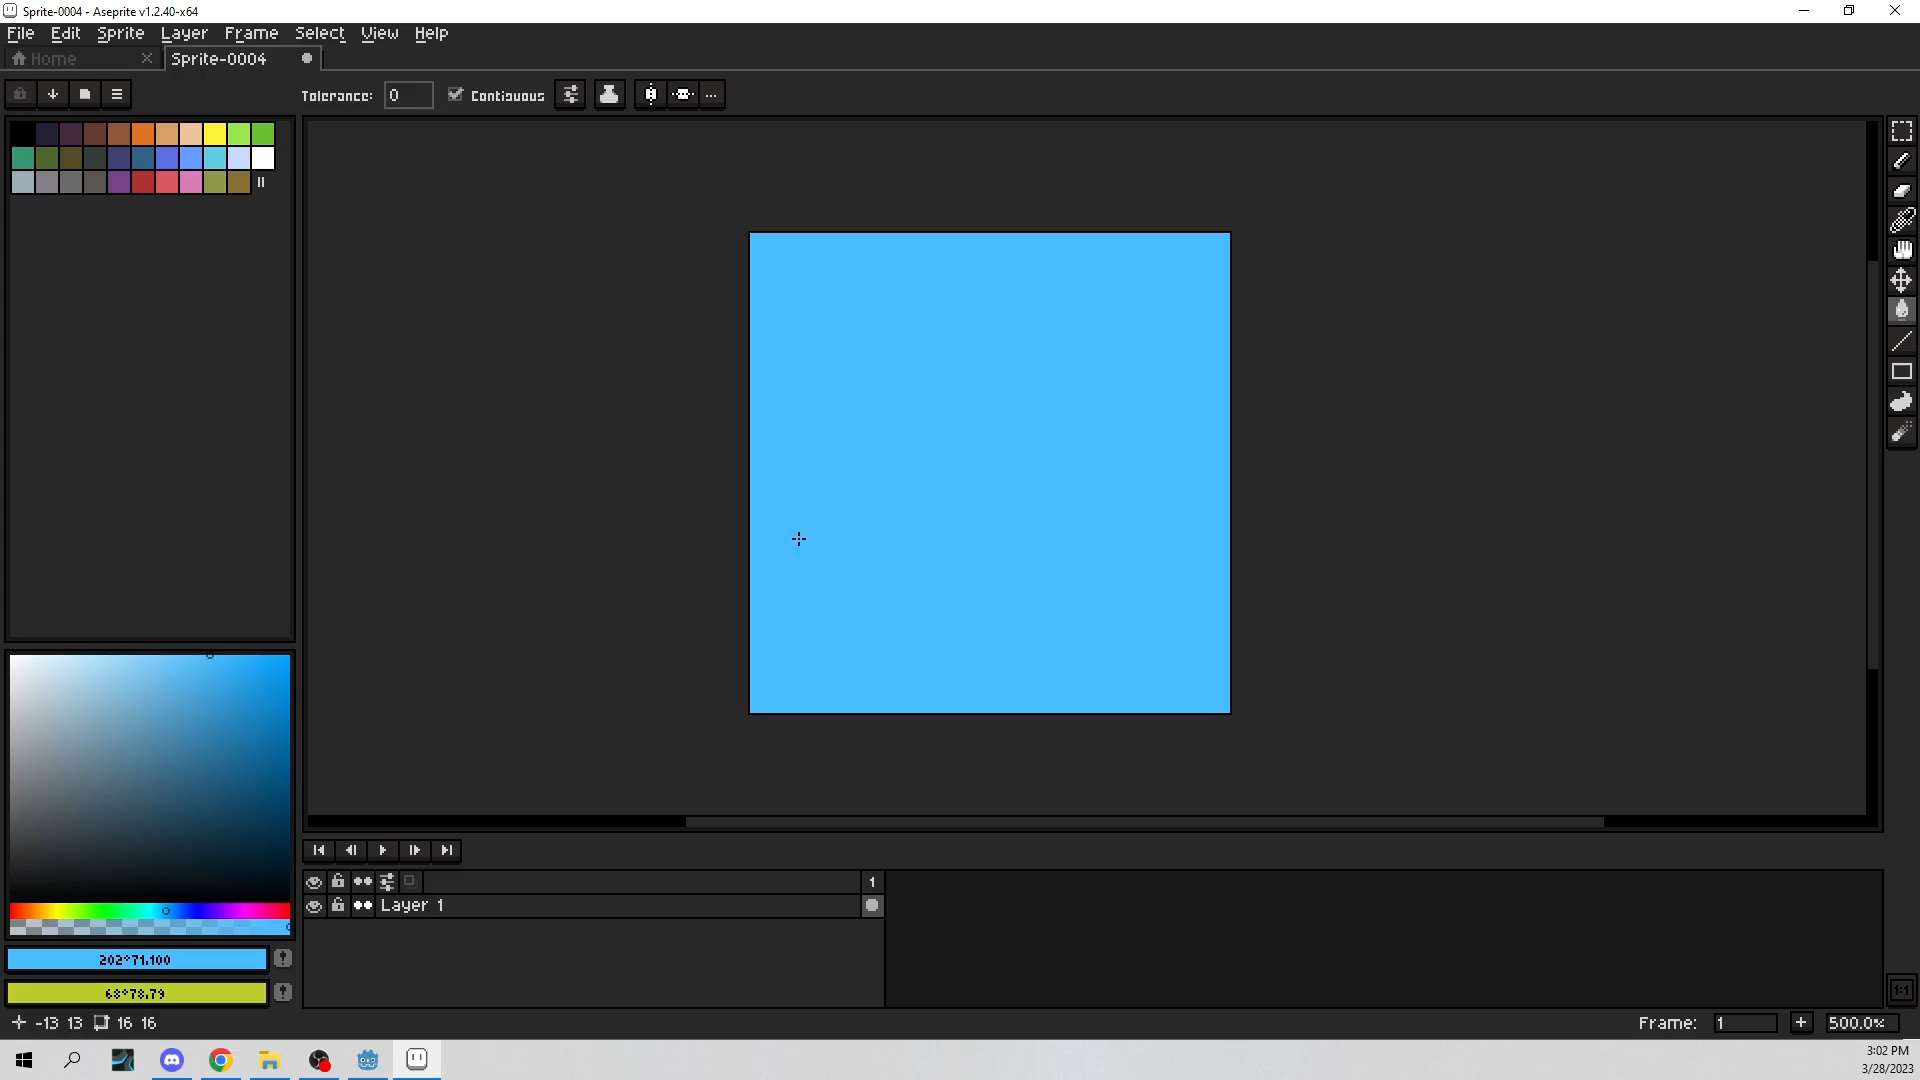 Sprite-0004 - Aseprite v1.2.40-x64
File Edit Sprite Layer Frame Select View Help
Home Sprite-0004
Tolerance: 0 Contiguous ...
1
Layer 1
202°71.100
68°78.79
-13 13 16 16
Frame: 1 + 500.0%
1:1
3:02 PM
3/28/2023